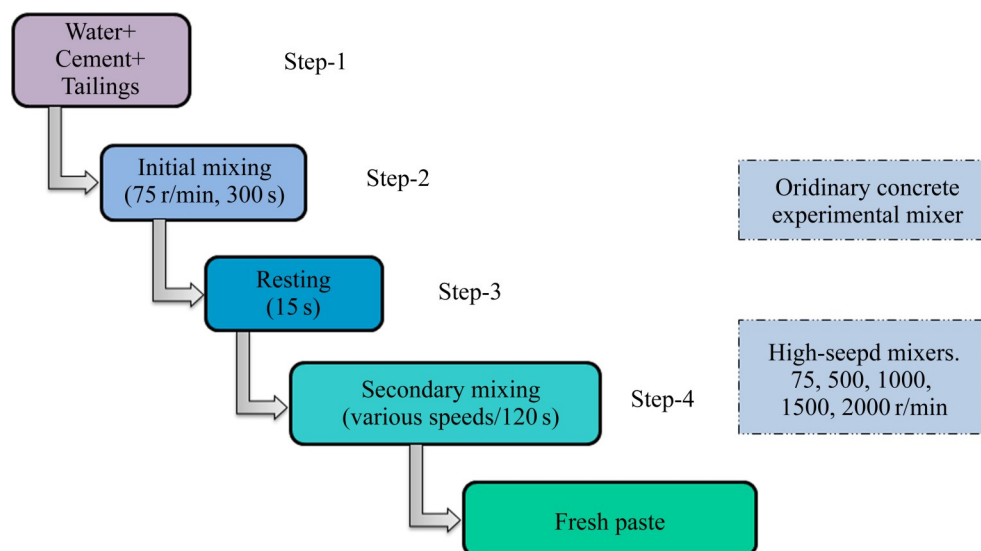 Water+
Cement+
Tailings
Step-1
Initial mixing
(75 r/min, 300 s)
Step-2
Oridinary concrete
experimental mixer
Resting
(15 s)
Step-3
High-seepd mixers.
75, 500, 1000,
1500, 2000 r/min
Secondary mixing
(various speeds/120 s)
Step-4
Fresh paste